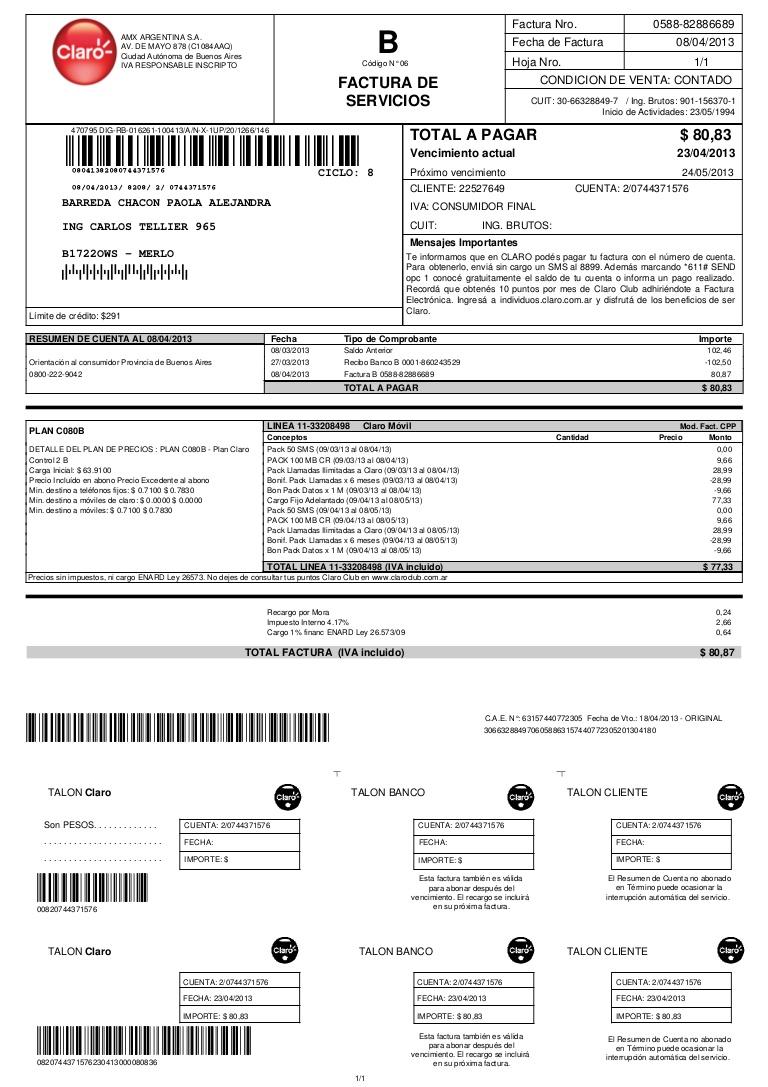 Claro
AMX ARGENTINA S.A.
AV. DE MAYO 878 (C1084AAQ)
Ciudad Autónoma de Buenos Aires
IVA RESPONSABLE INSCRIPTO
B
Código N°06
FACTURA DE
SERVICIOS
Factura Nro. 0588-82886689
Fecha de Factura 08/04/2013
Hoja Nro. 1/1
CONDICION DE VENTA: CONTADO
CUIT: 30-66328849-7 / Ing. Brutos: 901-156370-1
Inicio de Actividades: 23/05/1994
470795 DIG-RB-016261-100413/A/N-X-1UP/20/1266/146
08041382080744371576
CICLO: 8
08/04/2013/ 8208/ 2/ 0744371576
BARREDA CHACON PAOLA ALEJANDRA
ING CARLOS TELLIER 965
B1722OWS - MERLO
Límite de crédito: $291
TOTAL A PAGAR $ 80,83
Vencimiento actual 23/04/2013
Próximo vencimiento 24/05/2013
CLIENTE: 22527649 CUENTA: 2/0744371576
IVA: CONSUMIDOR FINAL
CUIT: ING. BRUTOS:
Mensajes Importantes
Te informamos que en CLARO podés pagar tu factura con el número de cuenta.
Para obtenerlo, enviá sin cargo un SMS al 8899. Además marcando *611# SEND
opc 1 conocé gratuitamente el saldo de tu cuenta o informa un pago realizado.
Recordá que obtenés 10 puntos por mes de Claro Club adhiriéndote a Factura
Electrónica. Ingresá a individuos.claro.com.ar y disfrutá de los beneficios de ser
Claro.
RESUMEN DE CUENTA AL 08/04/2013
Orientación al consumidor Provincia de Buenos Aires
0800-222-9042
Fecha Tipo de Comprobante Importe
08/03/2013 Saldo Anterior 102,46
27/03/2013 Recibo Banco B 0001-860243529 -102,50
08/04/2013 Factura B 0588-82886689 80,87
TOTAL A PAGAR $ 80,83
PLAN C080B
DETALLE DEL PLAN DE PRECIOS : PLAN C080B - Plan Claro
Control 2 B
Carga Inicial: $ 63.9100
Precio Incluído en abono Precio Excedente al abono
Min. destino a teléfonos fijos: $ 0.7100 $ 0.7830
Min. destino a móviles de claro: $ 0.0000 $ 0.0000
Min. destino a móviles: $ 0.7100 $ 0.7830
LINEA 11-33208498 Claro Móvil Mod. Fact. CPP
Conceptos Cantidad Precio Monto
Pack 50 SMS (09/03/13 al 08/04/13) 0,00
PACK 100 MB CR (09/03/13 al 08/04/13) 9,66
Pack Llamadas Ilimitadas a Claro (09/03/13 al 08/04/13) 28,99
Bonif. Pack Llamadas x 6 meses (09/03/13 al 08/04/13) -28,99
Bon Pack Datos x 1 M (09/03/13 al 08/04/13) -9,66
Cargo Fijo Adelantado (09/04/13 al 08/05/13) 77,33
Pack 50 SMS (09/04/13 al 08/05/13) 0,00
PACK 100 MB CR (09/04/13 al 08/05/13) 9,66
Pack Llamadas Ilimitadas a Claro (09/04/13 al 08/05/13) 28,99
Bonif. Pack Llamadas x 6 meses (09/04/13 al 08/05/13) -28,99
Bon Pack Datos x 1 M (09/04/13 al 08/05/13) -9,66
TOTAL LINEA 11-33208498 (IVA incluido) $ 77,33
Precios sin impuestos, ni cargo ENARD Ley 26573. No dejes de consultar tus puntos Claro Club en www.claroclub.com.ar
Recargo por Mora 0,24
Impuesto Interno 4.17% 2,66
Cargo 1% financ ENARD Ley 26.573/09 0,64
TOTAL FACTURA (IVA incluido) $ 80,87
C.A.E. N°: 63157440772305 Fecha de Vto.: 18/04/2013 - ORIGINAL
3066328849706058863157440772305201304180
TALON Claro
Claro
Son PESOS. . . . . . . . . . . .
. . . . . . . . . . . . . . . . . . . . . . .
. . . . . . . . . . . . . . . . . . . . . . .
CUENTA: 2/0744371576
FECHA:
IMPORTE: $
00820744371576
TALON BANCO
Claro
CUENTA: 2/0744371576
FECHA:
IMPORTE: $
Esta factura también es válida
para abonar después del
vencimiento. El recargo se incluirá
en su próxima factura.
TALON CLIENTE
Claro
CUENTA: 2/0744371576
FECHA:
IMPORTE: $
El Resumen de Cuenta no abonado
en Término puede ocasionar la
interrupción automática del servicio.
TALON Claro
Claro
CUENTA: 2/0744371576
FECHA: 23/04/2013
IMPORTE: $ 80,83
0820744371576230413000080836
TALON BANCO
Claro
CUENTA: 2/0744371576
FECHA: 23/04/2013
IMPORTE: $ 80,83
Esta factura también es válida
para abonar después del
vencimiento. El recargo se incluirá
en su próxima factura.
TALON CLIENTE
Claro
CUENTA: 2/0744371576
FECHA: 23/04/2013
IMPORTE: $ 80,83
El Resumen de Cuenta no abonado
en Término puede ocasionar la
interrupción automática del servicio.
1/1